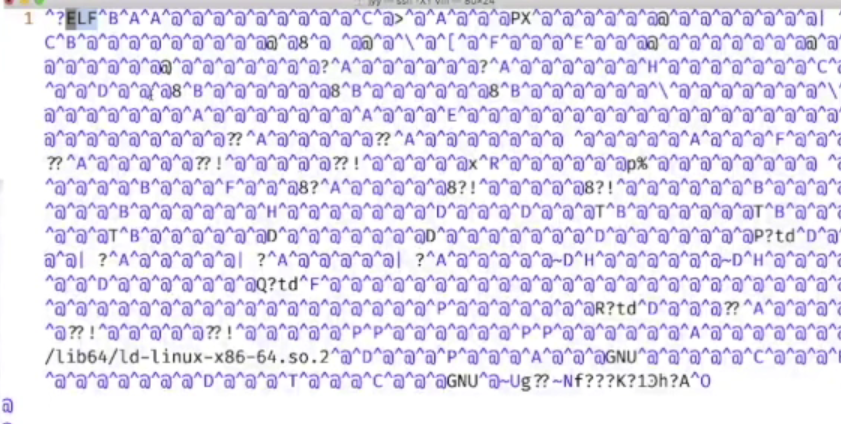 1 ^?ELF^B^A^A^@^@^@^@^@^@^@^@^@^C^@>^@^A^@^@^@PX^@^@^@^@^@^@@^@^@^@^@^@^@^@|
C^B^@^@^@^@^@^@^@^@^@@^@8^@ ^@@^@^\^@^[^@^F^@^@^@^E^@^@^@@^@^@^@^@^@^@^@@^@^
@^@^@^@^@^@@^@^@^@^@^@^@^@?^A^@^@^@^@^@^@?^A^@^@^@^@^@^@^H^@^@^@^@^@^@^@^C^
^@^@^D^@^@^@8^B^@^@^@^@^@^@8^B^@^@^@^@^@^@8^B^@^@^@^@^@^@^\^@^@^@^@^@^@^@^\
^@^@^@^@^@^@^@^A^@^@^@^@^@^@^@^A^@^@^@^E^@^@^@^@^@^@^@^@^@^@^@^@^@^@^@^@^@
@^@^@^@^@^@^@^@^@??^A^@^@^@^@^@??^A^@^@^@^@^@^@ ^@^@^@^@^@^A^@^@^@^F^@^@^@
??^A^@^@^@^@^@??!^@^@^@^@^@??!^@^@^@^@^@x^R^@^@^@^@^@^@p%^@^@^@^@^@^@^@ ^
^@^@^@^@^B^@^@^@^F^@^@^@8?^A^@^@^@^@^@8?!^@^@^@^@^@8?!^@^@^@^@^@^B^@
^@^@^@^B^@^@^@^@^@^@^H^@^@^@^@^@^@^@^D^@^@^@^D^@^@^@T^B^@^@^@^@^@^@T^B^@
^@^@^@T^B^@^@^@^@^@^@D^@^@^@^@^@^@^@D^@^@^@^@^@^@^@^D^@^@^@^@^@^@^@P?td^D^@
@^@| ?^A^@^@^@^@^@| ?^A^@^@^@^@^@| ?^A^@^@^@^@^@~D^H^@^@^@^@^@^@~D^H^@^@^@
^@^@^@^D^@^@^@^@^@^@^@Q?td^F^@^@^@^@^@^@^@^@^@^@^@^@^@^@^@^@^@^@^@^@^@^@^@
^@^@^@^@^@^@^@^@^@^@^@^@^@^@^@^@^P^@^@^@^@^@^@^@R?td^D^@^@^@??^A^@
^@??!^@^@^@^@^@??!^@^@^@^@^@^P^P^@^@^@^@^@^@^P^P^@^@^@^@^@^@^A^@^@^@
/lib64/ld-linux-x86-64.so.2^@^D^@^@^@^P^@^@^@^A^@^@^@GNU^@^@^@^@^@^C^@^@
^@^@^@^@^@^@^@^D^@^@^@^T^@^@^@^C^@^@^@GNU^@~Ug??~Nf???K?1Ͽh?A^O
@